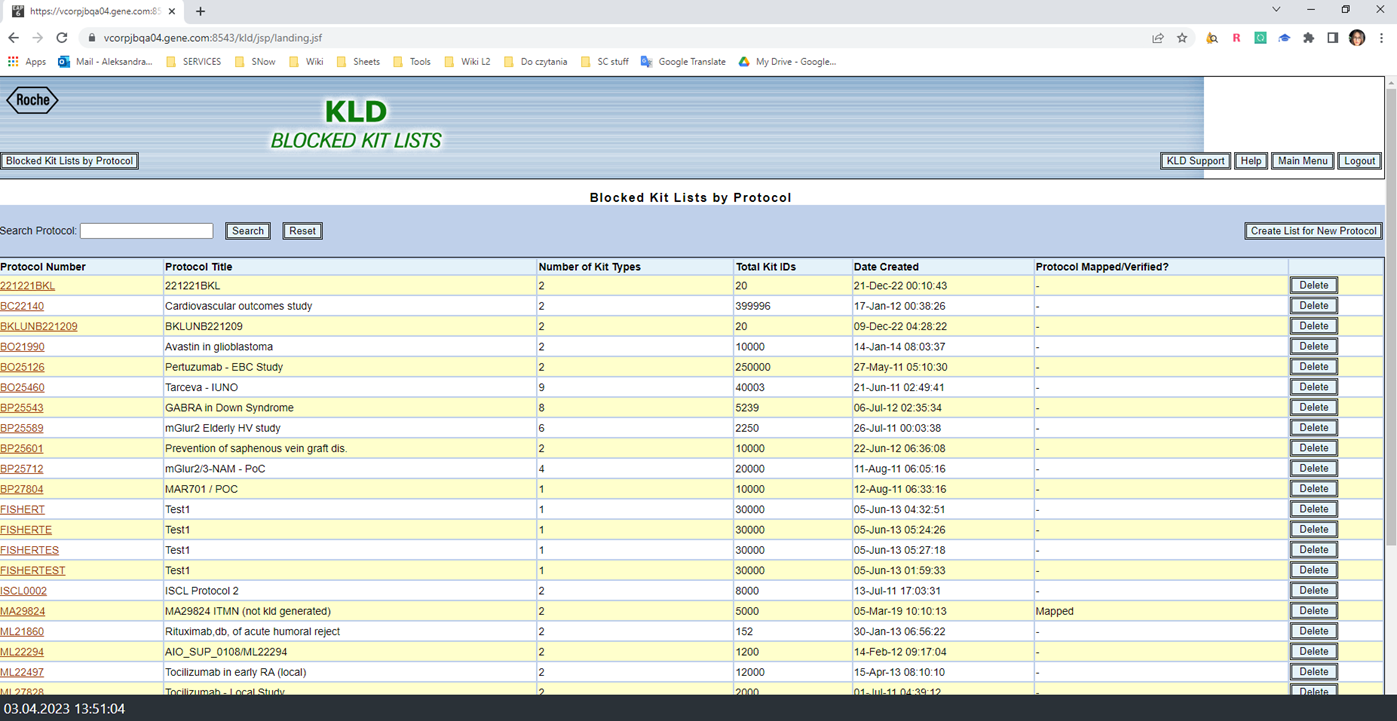 https://vcorpjbqa04.gene.com:85
vcorpjbqa04.gene.com:8543/kld/jsp/landing.jsf
Apps Mail - Aleksandra... SERVICES SNow Wiki Sheets Tools Wiki L2 Do czytania SC stuff Google Translate My Drive - Google...
Roche
KLD
BLOCKED KIT LISTS
Blocked Kit Lists by Protocol KLD Support Help Main Menu Logout
Blocked Kit Lists by Protocol
Search Protocol: Search Reset Create List for New Protocol
Protocol Number Protocol Title Number of Kit Types Total Kit IDs Date Created Protocol Mapped/Verified?
221221BKL 221221BKL 2 20 21-Dec-22 00:10:43 - Delete
BC22140 Cardiovascular outcomes study 2 399996 17-Jan-12 00:38:26 - Delete
BKLUNB221209 BKLUNB221209 2 20 09-Dec-22 04:28:22 - Delete
BO21990 Avastin in glioblastoma 2 10000 14-Jan-14 08:03:37 - Delete
BO25126 Pertuzumab - EBC Study 2 250000 27-May-11 05:10:30 - Delete
BO25460 Tarceva - IUNO 9 40003 21-Jun-11 02:49:41 - Delete
BP25543 GABRA in Down Syndrome 8 5239 06-Jul-12 02:35:34 - Delete
BP25589 mGlur2 Elderly HV study 6 2250 26-Jul-11 00:03:38 - Delete
BP25601 Prevention of saphenous vein graft dis. 2 10000 22-Jun-12 06:36:08 - Delete
BP25712 mGlur2/3-NAM - PoC 4 20000 11-Aug-11 06:05:16 - Delete
BP27804 MAR701 / POC 1 10000 12-Aug-11 06:33:16 - Delete
FISHERT Test1 1 30000 05-Jun-13 04:32:51 - Delete
FISHERTE Test1 1 30000 05-Jun-13 05:24:26 - Delete
FISHERTES Test1 1 30000 05-Jun-13 05:27:18 - Delete
FISHERTEST Test1 1 30000 05-Jun-13 01:59:33 - Delete
ISCL0002 ISCL Protocol 2 2 8000 13-Jul-11 17:03:31 - Delete
MA29824 MA29824 ITMN (not kld generated) 2 5000 05-Mar-19 10:10:13 Mapped Delete
ML21860 Rituximab,db, of acute humoral reject 2 152 30-Jan-13 06:56:22 - Delete
ML22294 AIO_SUP_0108/ML22294 2 1200 14-Feb-12 09:17:04 - Delete
ML22497 Tocilizumab in early RA (local) 2 12000 15-Apr-13 08:10:10 - Delete
ML27828 Tocilizumab - Local Study 2 2000 01-Jul-11 04:39:12 - Delete
03.04.2023 13:51:04